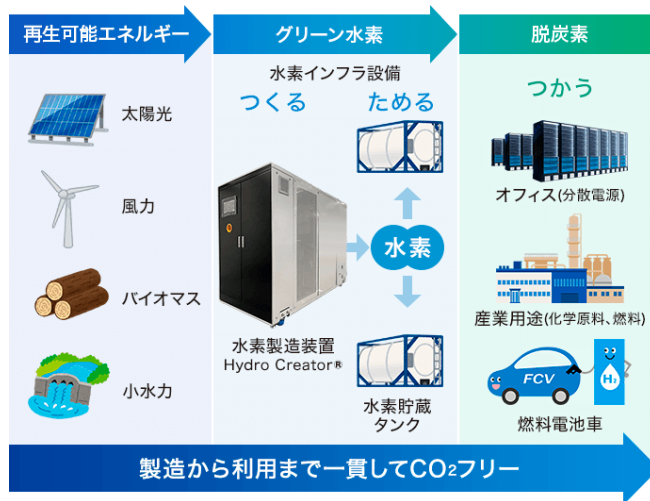 再生可能エネルギー
グリーン水素
脱炭素
太陽光
風力
バイオマス
小水力
水素インフラ設備
つくる
ためる
水素
水素製造装置
Hydro Creator®
水素貯蔵
タンク
つかう
オフィス(分散電源)
産業用途(化学原料、燃料)
FCV
H₂
燃料電池車
製造から利用まで一貫してCO₂フリー